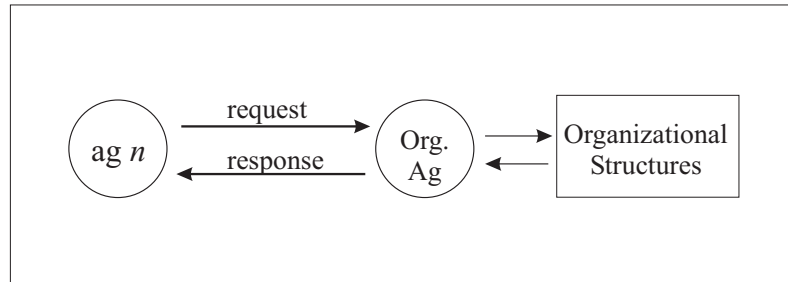 request
ag n
response
Org.
Ag
Organizational
Structures